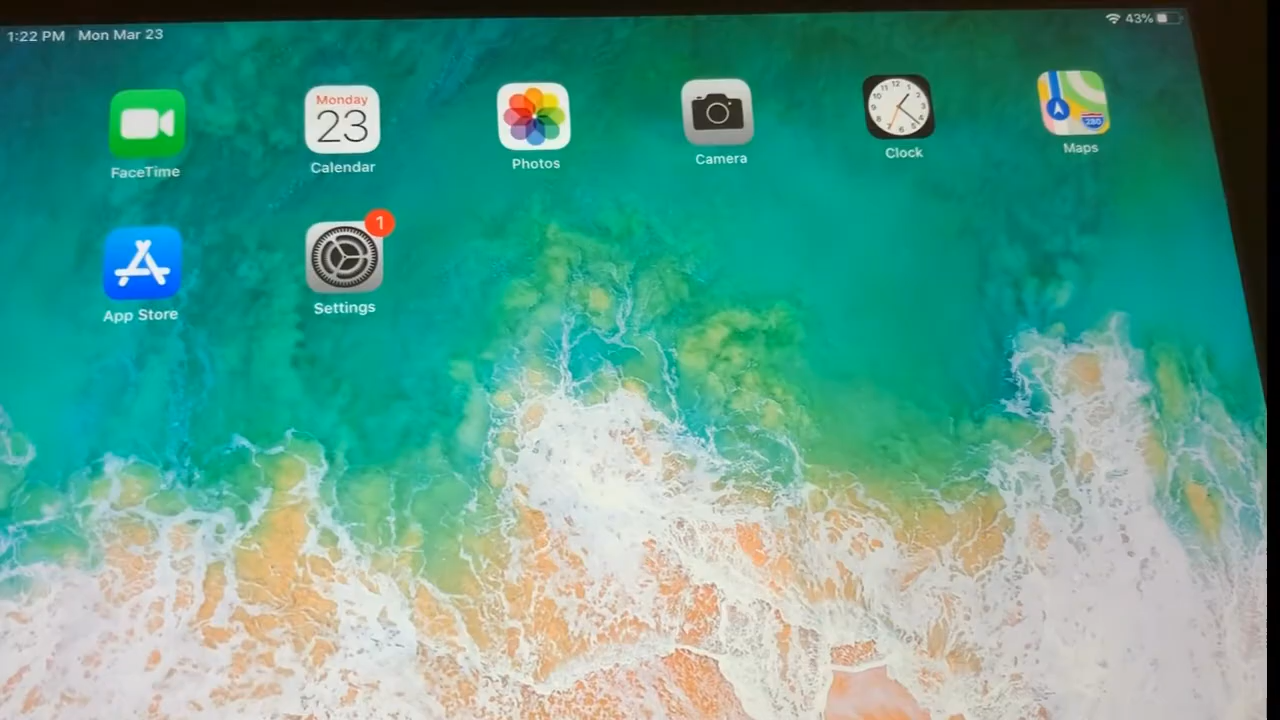 1:22 PM Mon Mar 23
43%
Monday
23
280
FaceTime
Calendar
Photos
Camera
Clock
Maps
1
App Store
Settings